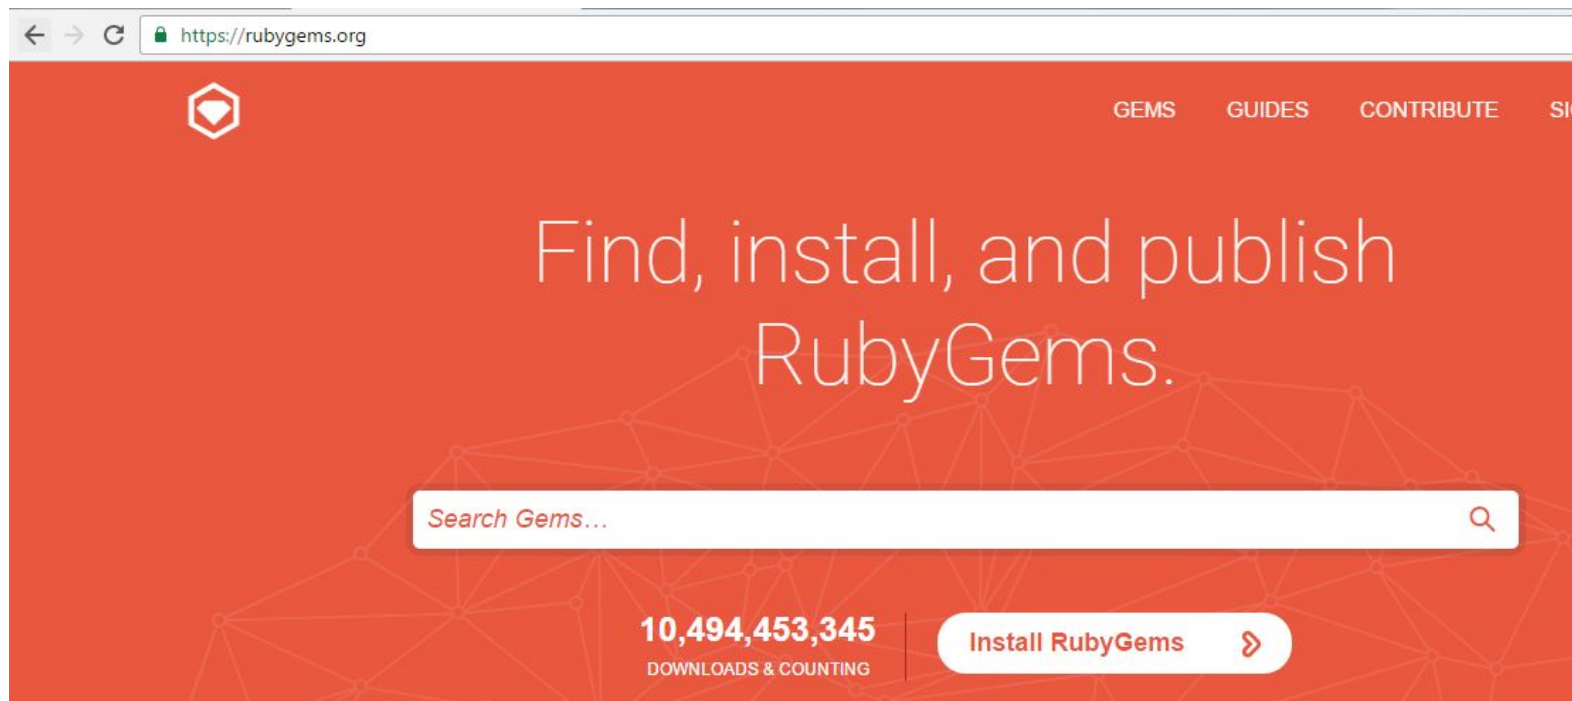 https://rubygems.org
GEMS GUIDES CONTRIBUTE
Find, install, and publish
RubyGems.
Search Gems…
10,494,453,345
DOWNLOADS & COUNTING
Install RubyGems